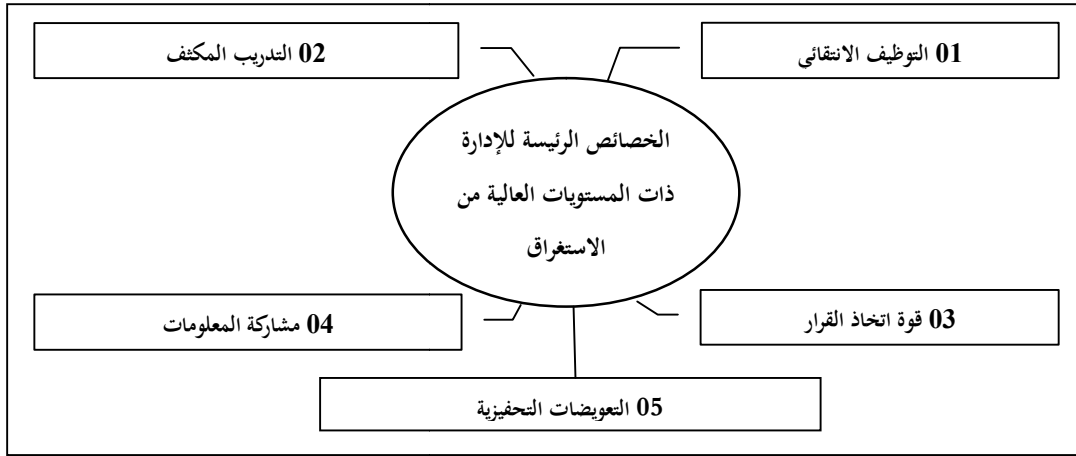 01 التوظيف الانتقائي
02 التدريب المكثف
الخصائص الرئيسة للإدارة
ذات المستويات العالية من
الاستغراق
03 قوة اتخاذ القرار
04 مشاركة المعلومات
05 التعويضات التحفيزية